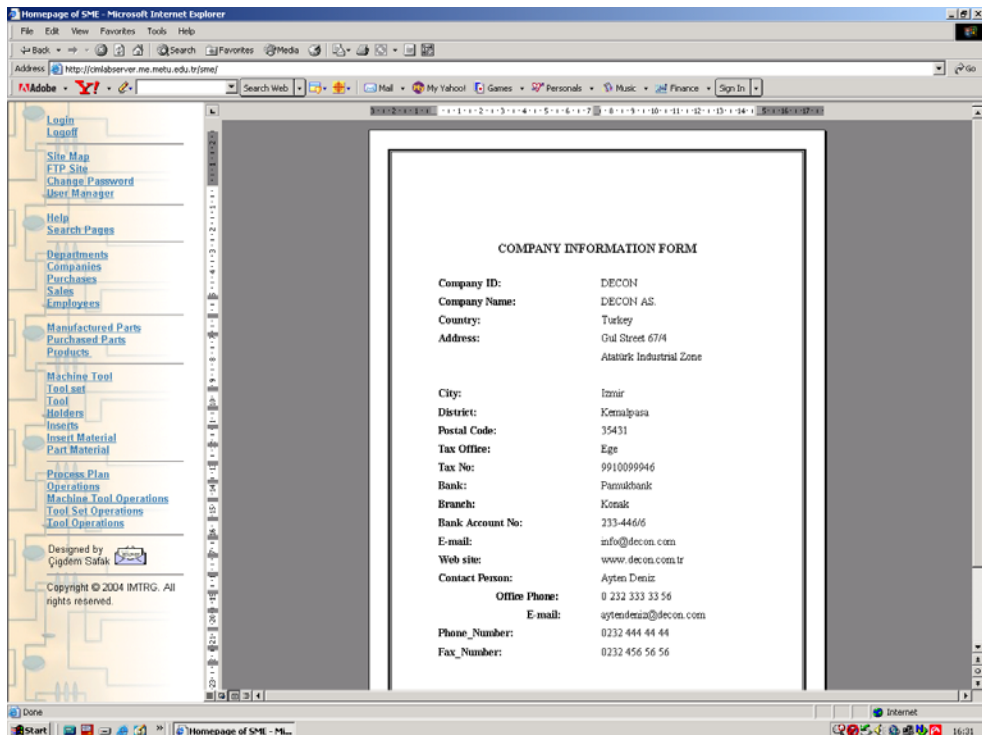 Homepage of SME - Microsoft Internet Explorer
File Edit View Favorites Tools Help
Back Search Favorites Media
Address http://cimlabserver.me.metu.edu.tr/sme/ Go
Adobe Y! Search Web Mail My Yahoo! Games Personals Music Finance Sign In
Login
Logoff
Site Map
FTP Site
Change Password
User Manager
Help
Search Pages
Departments
Companies
Purchases
Sales
Employees
Manufactured Parts
Purchased Parts
Products
Machine Tool
Tool set
Tool
Holders
Inserts
Insert Material
Part Material
Process Plan
Operations
Machine Tool Operations
Tool Set Operations
Tool Operations
Designed by
Çigdem Safak
Copyright © 2004 IMTRG. All
rights reserved.
COMPANY INFORMATION FORM
Company ID: DECON
Company Name: DECON AS.
Country: Turkey
Address: Gul Street 67/4
Atatürk Industrial Zone
City: Izmir
District: Kemalpasa
Postal Code: 35431
Tax Office: Ege
Tax No: 9910099946
Bank: Pamukbank
Branch: Konak
Bank Account No: 233-446/6
E-mail: info@decon.com
Web site: www.decon.com.tr
Contact Person: Ayten Deniz
Office Phone: 0 232 333 33 56
E-mail: aytendeniz@decon.com
Phone_Number: 0232 444 44 44
Fax_Number: 0232 456 56 56
Done Internet
Start Homepage of SME - Mi... 16:31